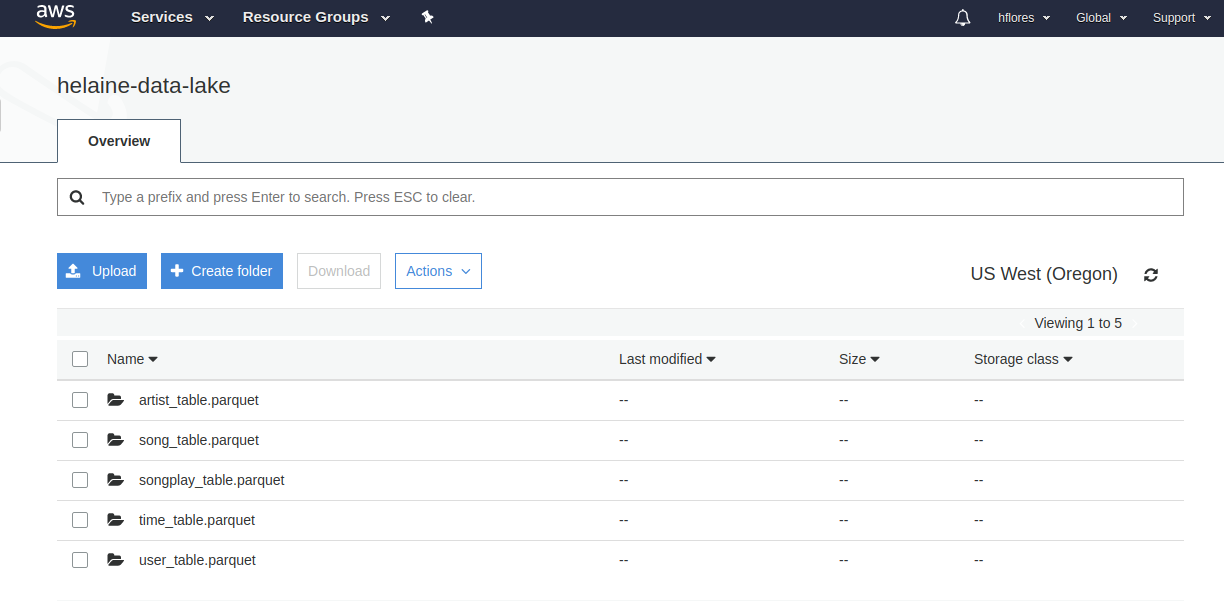 aws Services Resource Groups hflores Global Support
helaine-data-lake
Overview
Type a prefix and press Enter to search. Press ESC to clear.
Upload Create folder Download Actions US West (Oregon)
Viewing 1 to 5
Name Last modified Size Storage class
artist_table.parquet -- -- --
song_table.parquet -- -- --
songplay_table.parquet -- -- --
time_table.parquet -- -- --
user_table.parquet -- -- --